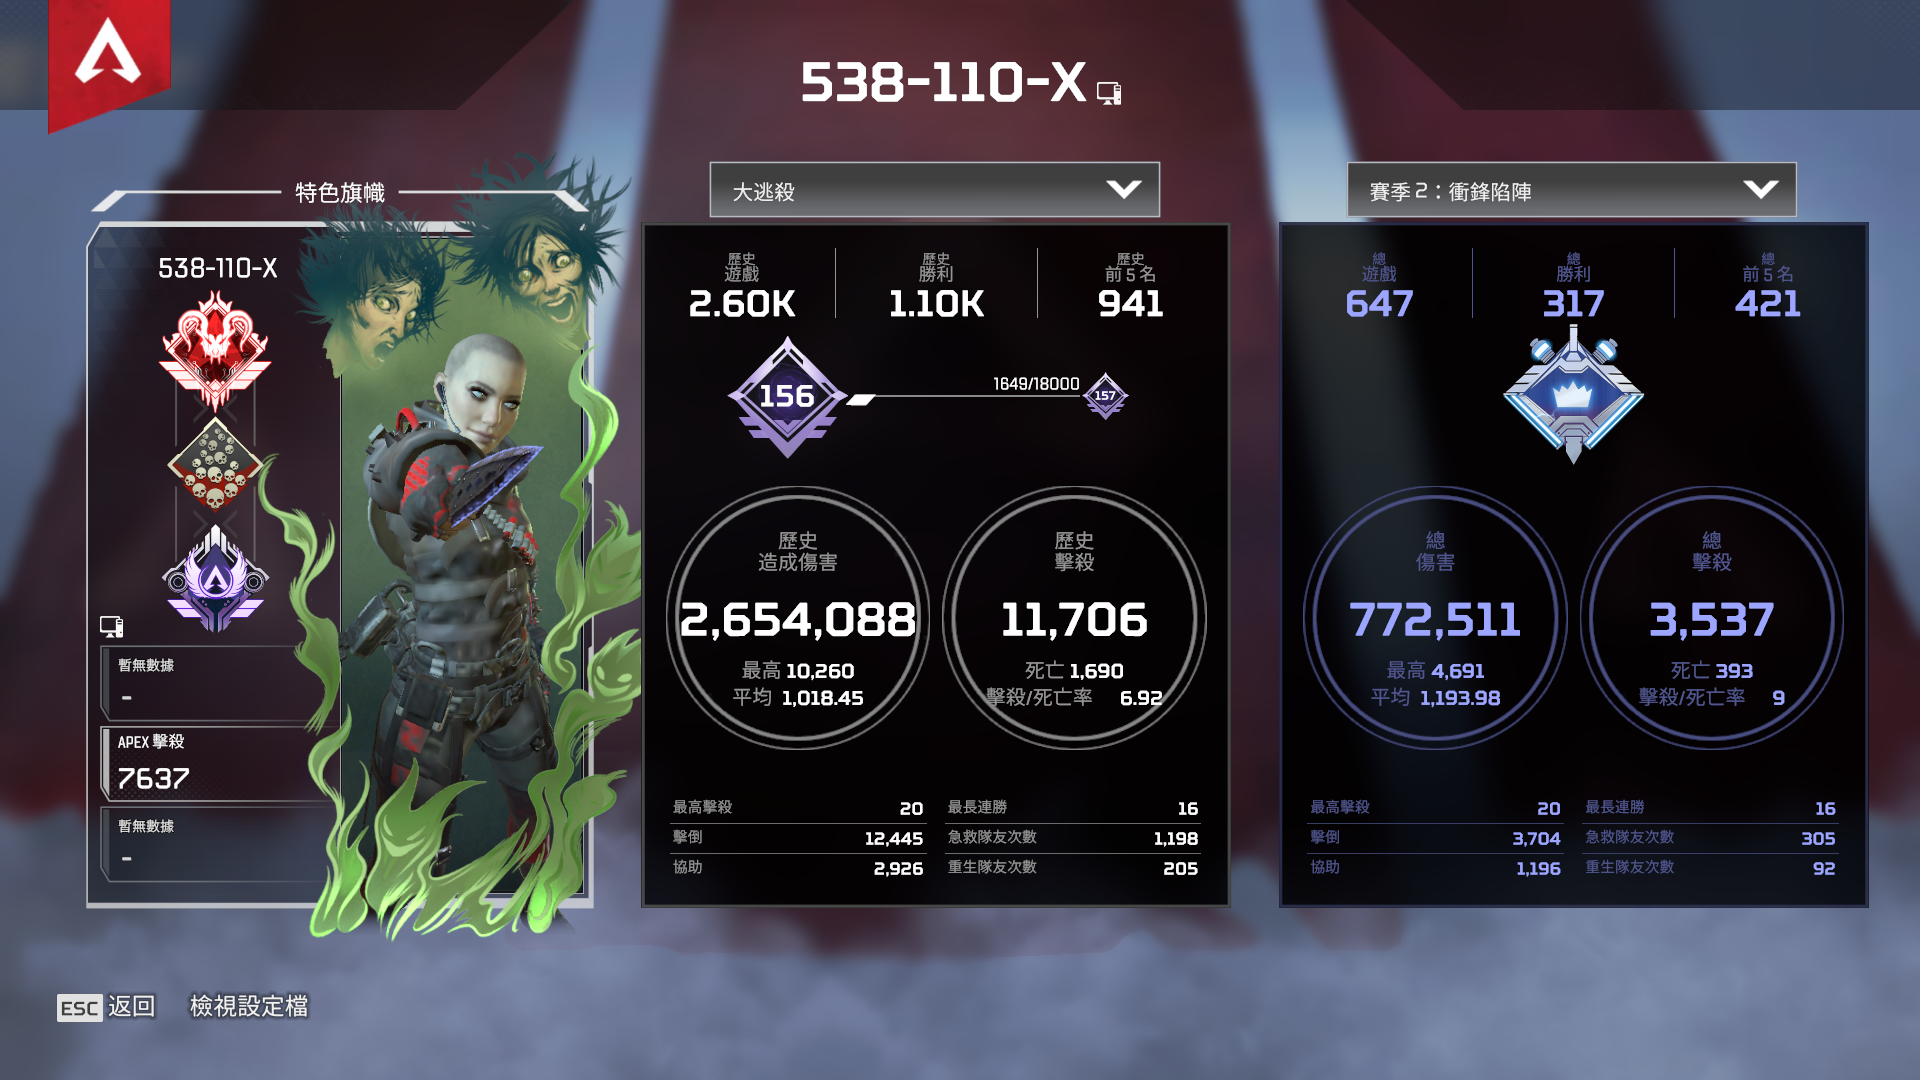 538-110-X
特色旗幟
538-110-X
暫無數據
-
APEX 擊殺
7637
暫無數據
-
大逃殺
歷史
遊戲
2.60K
歷史
勝利
1.10K
歷史
前 5 名
941
156
1649/18000
157
歷史
造成傷害
2,654,088
最高 10,260
平均 1,018.45
歷史
擊殺
11,706
死亡 1,690
擊殺/死亡率 6.92
最高擊殺 20
擊倒 12,445
協助 2,926
最長連勝 16
急救隊友次數 1,198
重生隊友次數 205
賽季 2：衝鋒陷陣
總
遊戲
647
總
勝利
317
總
前 5 名
421
總
傷害
772,511
最高 4,691
平均 1,193.98
總
擊殺
3,537
死亡 393
擊殺/死亡率 9
最高擊殺 20
擊倒 3,704
協助 1,196
最長連勝 16
急救隊友次數 305
重生隊友次數 92
ESC 返回 檢視設定檔